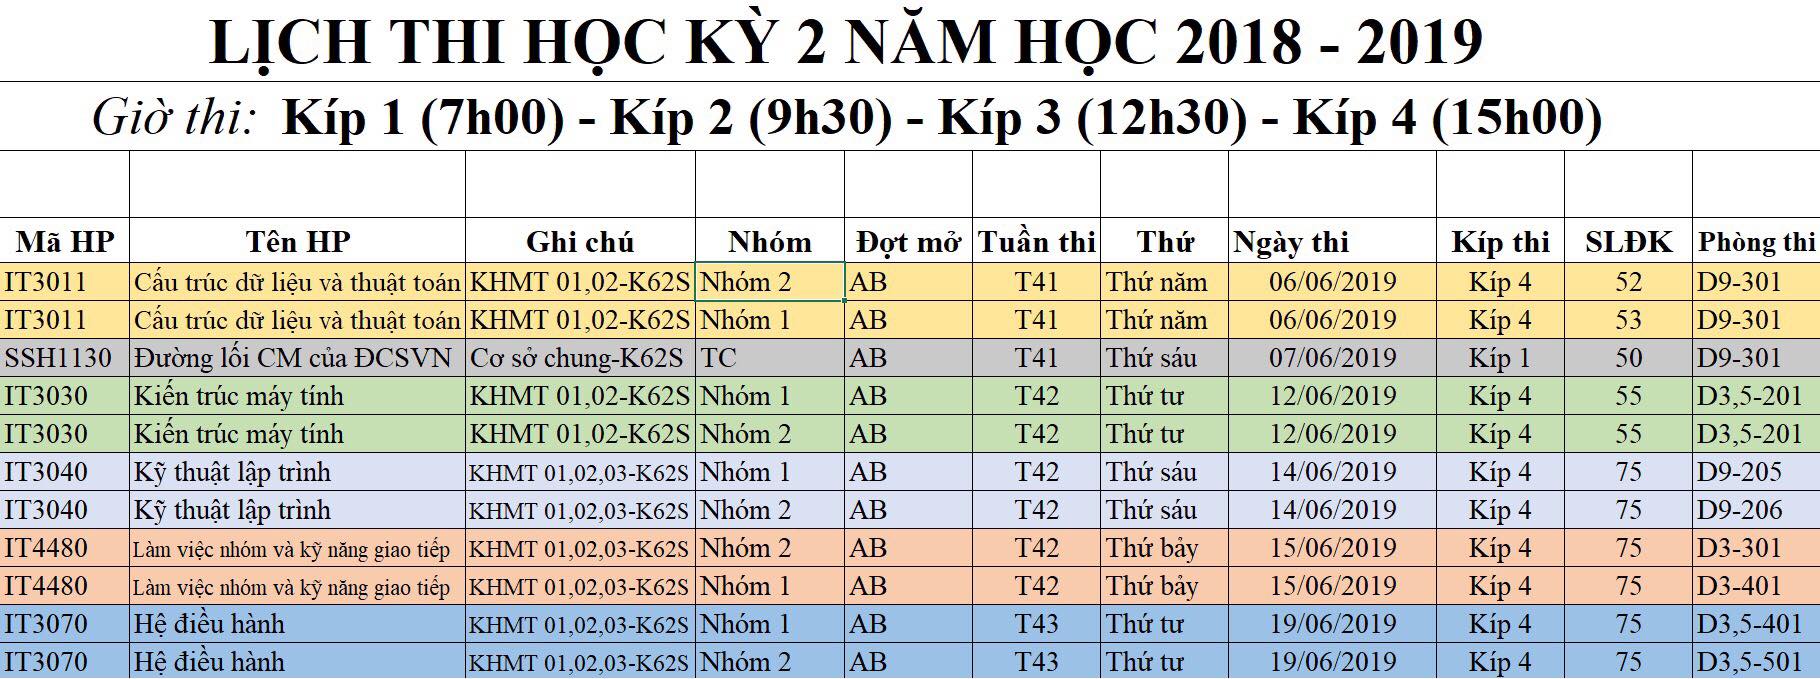 LỊCH THI HỌC KỲ 2 NĂM HỌC 2018 - 2019
Giờ thi: Kíp 1 (7h00) - Kíp 2 (9h30) - Kíp 3 (12h30) - Kíp 4 (15h00)
Mã HP Tên HP Ghi chú Nhóm Đợt mở Tuần thi Thứ Ngày thi Kíp thi SLĐK Phòng thi
IT3011 Cấu trúc dữ liệu và thuật toán KHMT 01,02-K62S Nhóm 2 AB T41 Thứ năm 06/06/2019 Kíp 4 52 D9-301
IT3011 Cấu trúc dữ liệu và thuật toán KHMT 01,02-K62S Nhóm 1 AB T41 Thứ năm 06/06/2019 Kíp 4 53 D9-301
SSH1130 Đường lối CM của ĐCSVN Cơ sở chung-K62S TC AB T41 Thứ sáu 07/06/2019 Kíp 1 50 D9-301
IT3030 Kiến trúc máy tính KHMT 01,02-K62S Nhóm 1 AB T42 Thứ tư 12/06/2019 Kíp 4 55 D3,5-201
IT3030 Kiến trúc máy tính KHMT 01,02-K62S Nhóm 2 AB T42 Thứ tư 12/06/2019 Kíp 4 55 D3,5-201
IT3040 Kỹ thuật lập trình KHMT 01,02,03-K62S Nhóm 1 AB T42 Thứ sáu 14/06/2019 Kíp 4 75 D9-205
IT3040 Kỹ thuật lập trình KHMT 01,02,03-K62S Nhóm 2 AB T42 Thứ sáu 14/06/2019 Kíp 4 75 D9-206
IT4480 Làm việc nhóm và kỹ năng giao tiếp KHMT 01,02,03-K62S Nhóm 2 AB T42 Thứ bảy 15/06/2019 Kíp 4 75 D3-301
IT4480 Làm việc nhóm và kỹ năng giao tiếp KHMT 01,02,03-K62S Nhóm 1 AB T42 Thứ bảy 15/06/2019 Kíp 4 75 D3-401
IT3070 Hệ điều hành KHMT 01,02,03-K62S Nhóm 1 AB T43 Thứ tư 19/06/2019 Kíp 4 75 D3,5-401
IT3070 Hệ điều hành KHMT 01,02,03-K62S Nhóm 2 AB T43 Thứ tư 19/06/2019 Kíp 4 75 D3,5-501